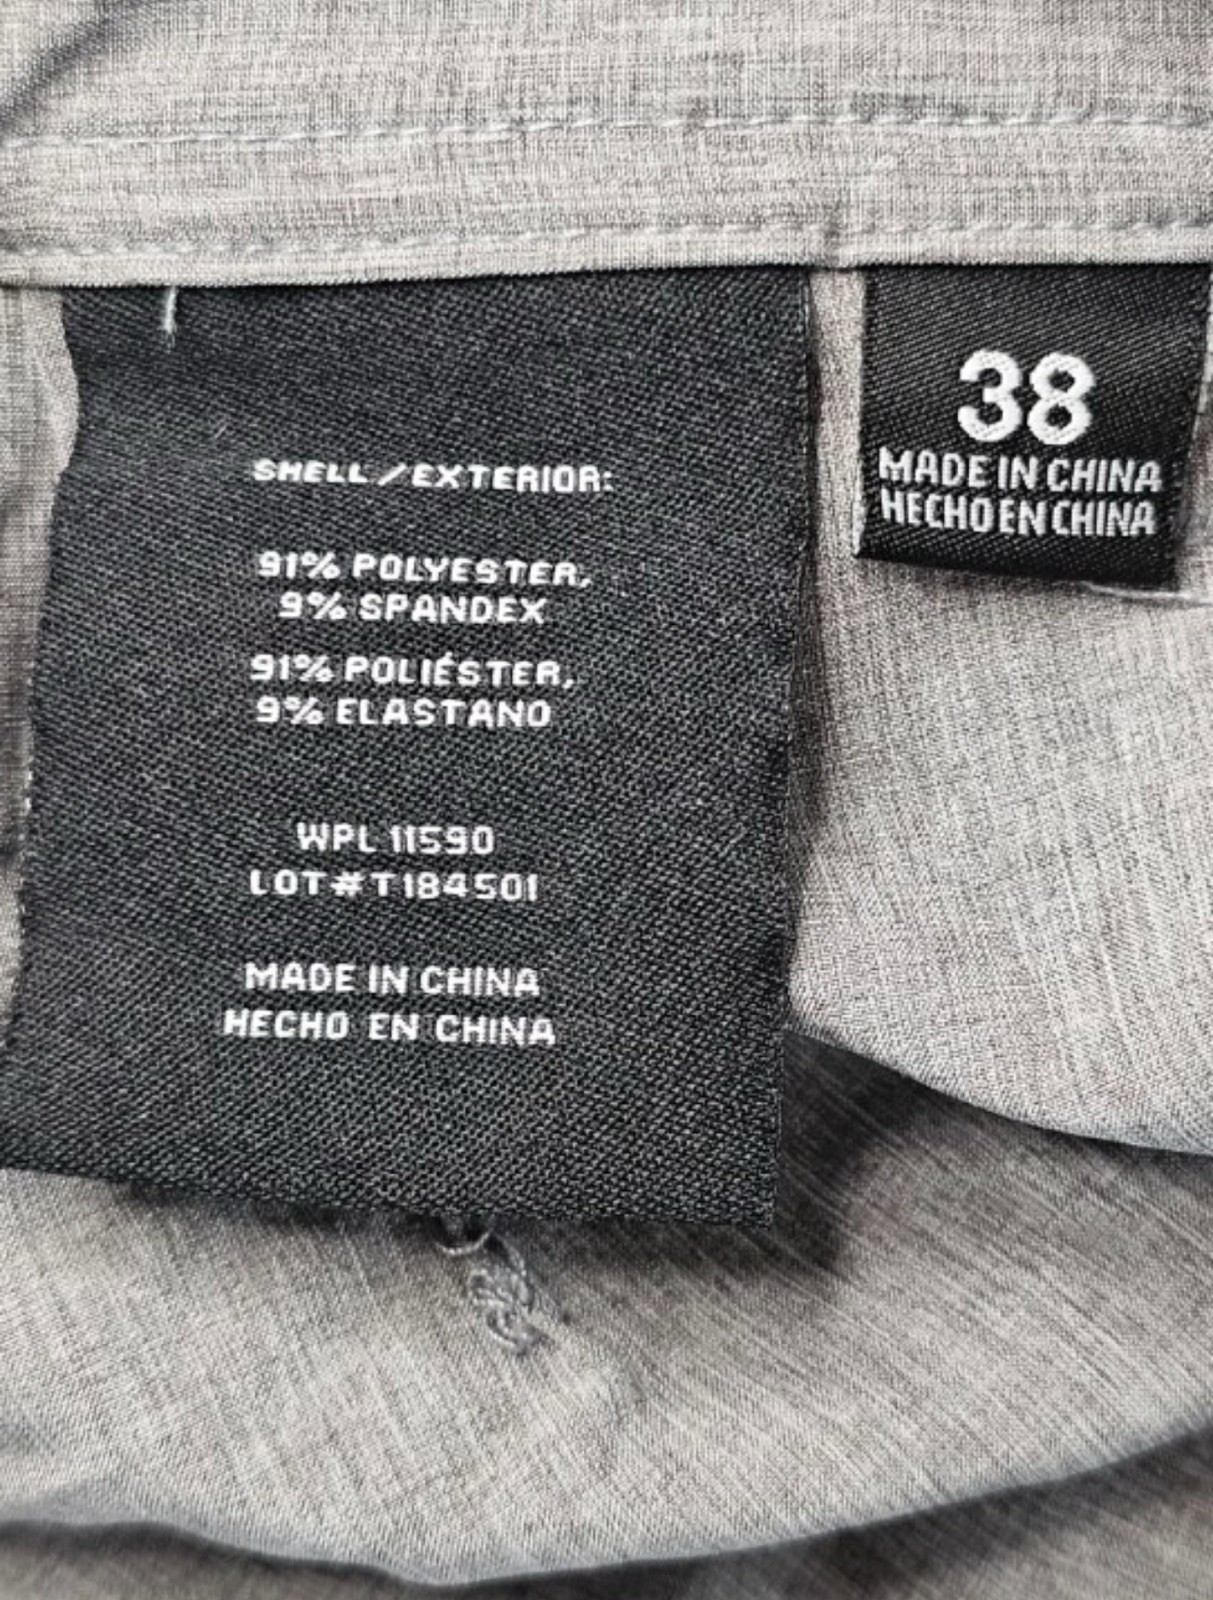 SHELL/EXTERIOR:
91% POLYESTER,
9% SPANDEX
91% POLIÉSTER,
9% ELASTANO
WPL 11590
LOT#T184501
MADE IN CHINA
HECHO EN CHINA
38
MADE IN CHINA
HECHO EN CHINA